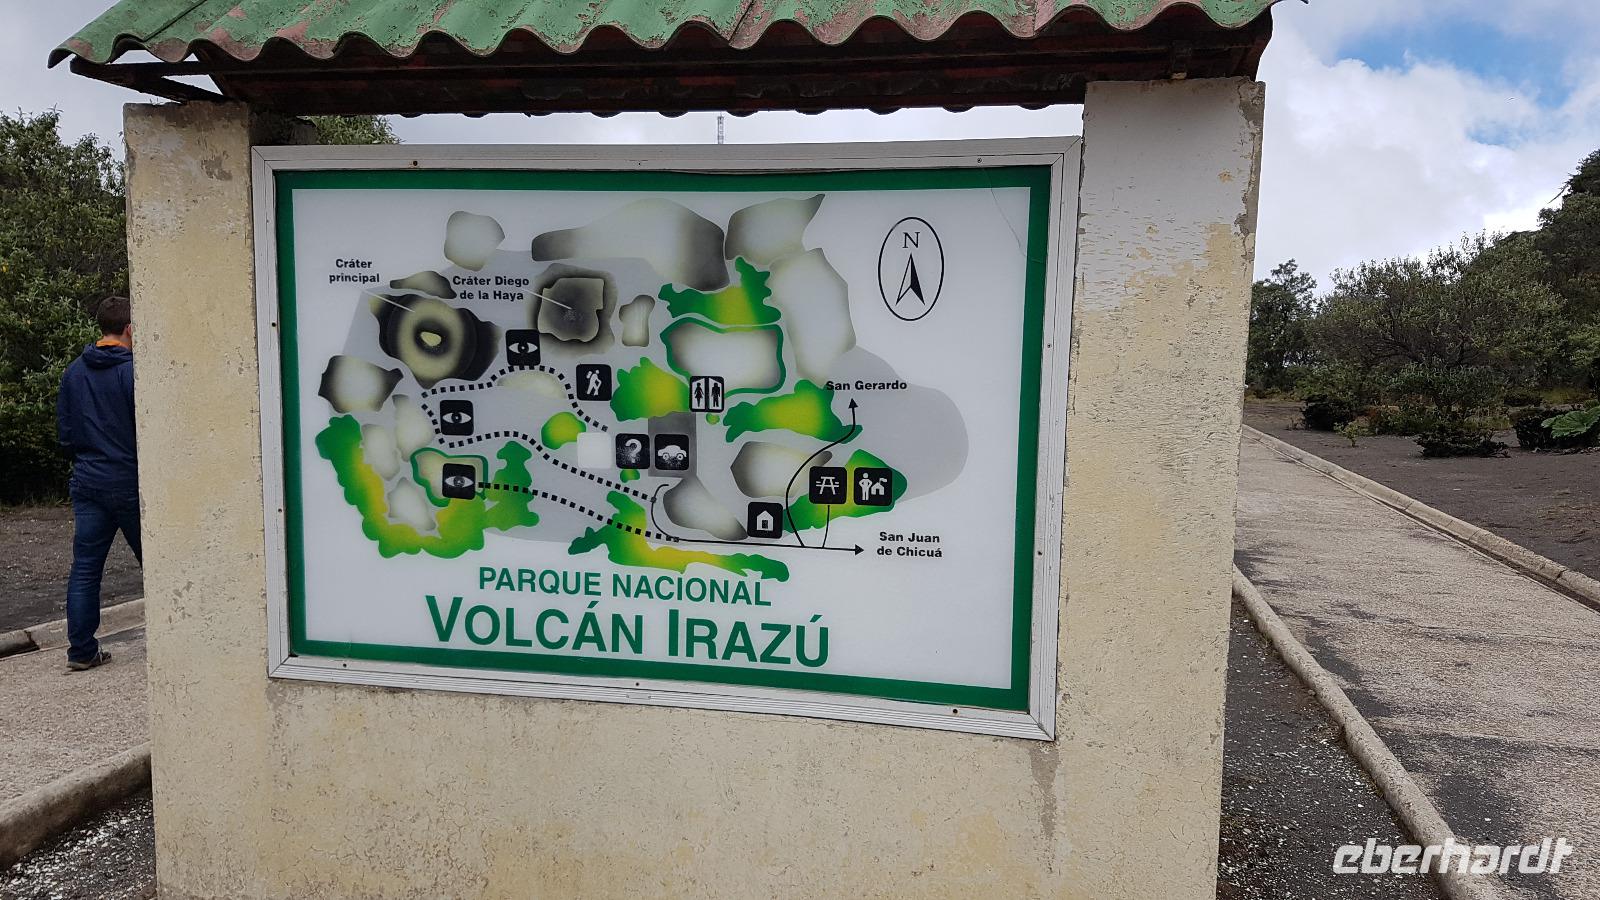 N
Cráter
principal
Cráter Diego
de la Haya
San Gerardo
?
San Juan
de Chicuá
PARQUE NACIONAL
VOLCÁN IRAZÚ
eberhardt